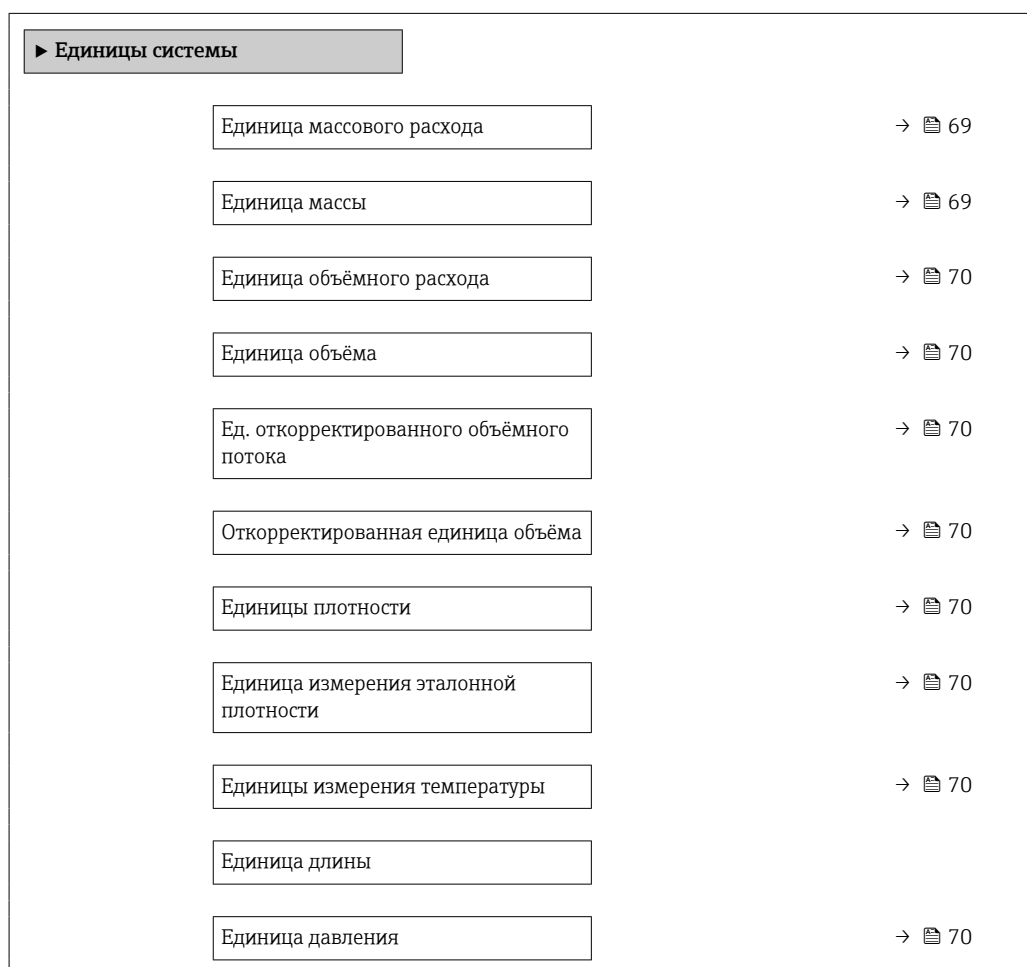 ▶ Единицы системы
Единица массового расхода → 69
Единица массы → 69
Единица объёмного расхода → 70
Единица объёма → 70
Ед. откорректированного объёмного → 70
потока
Откорректированная единица объёма → 70
Единицы плотности → 70
Единица измерения эталонной → 70
плотности
Единицы измерения температуры → 70
Единица длины
Единица давления → 70